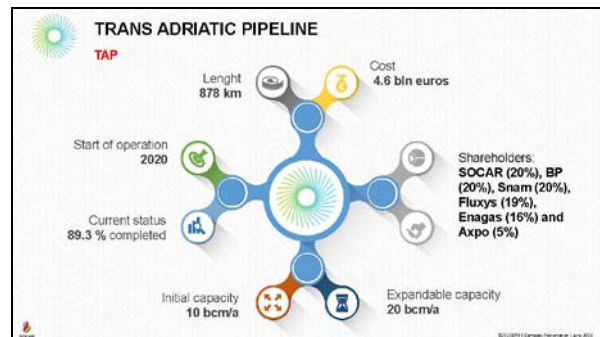 TRANS ADRIATIC PIPELINE
TAP
Lenght
878 km
Cost
4.6 bln euros
Start of operation
2020
Shareholders:
SOCAR (20%), BP
(20%), Snam (20%),
Fluxys (19%),
Enagas (16%) and
Axpo (5%)
Current status
89.3 % completed
Initial capacity
10 bcm/a
Expandable capacity
20 bcm/a